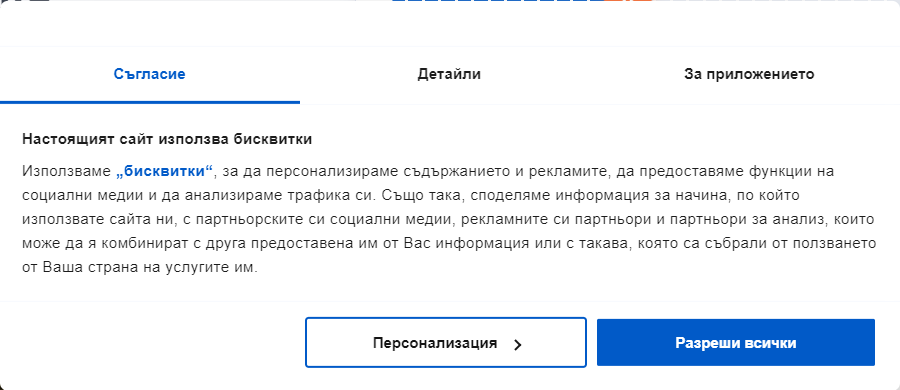 Съгласие
Детайли
За приложението
Настоящият сайт използва бисквитки
Използваме „бисквитки“, за да персонализираме съдържанието и рекламите, да предоставяме функции на
социални медии и да анализираме трафика си. Също така, споделяме информация за начина, по който
използвате сайта ни, с партньорските си социални медии, рекламните си партньори и партньори за анализ, които
може да я комбинират с друга предоставена им от Вас информация или с такава, която са събрали от ползването
от Ваша страна на услугите им.
Персонализация
Разреши всички